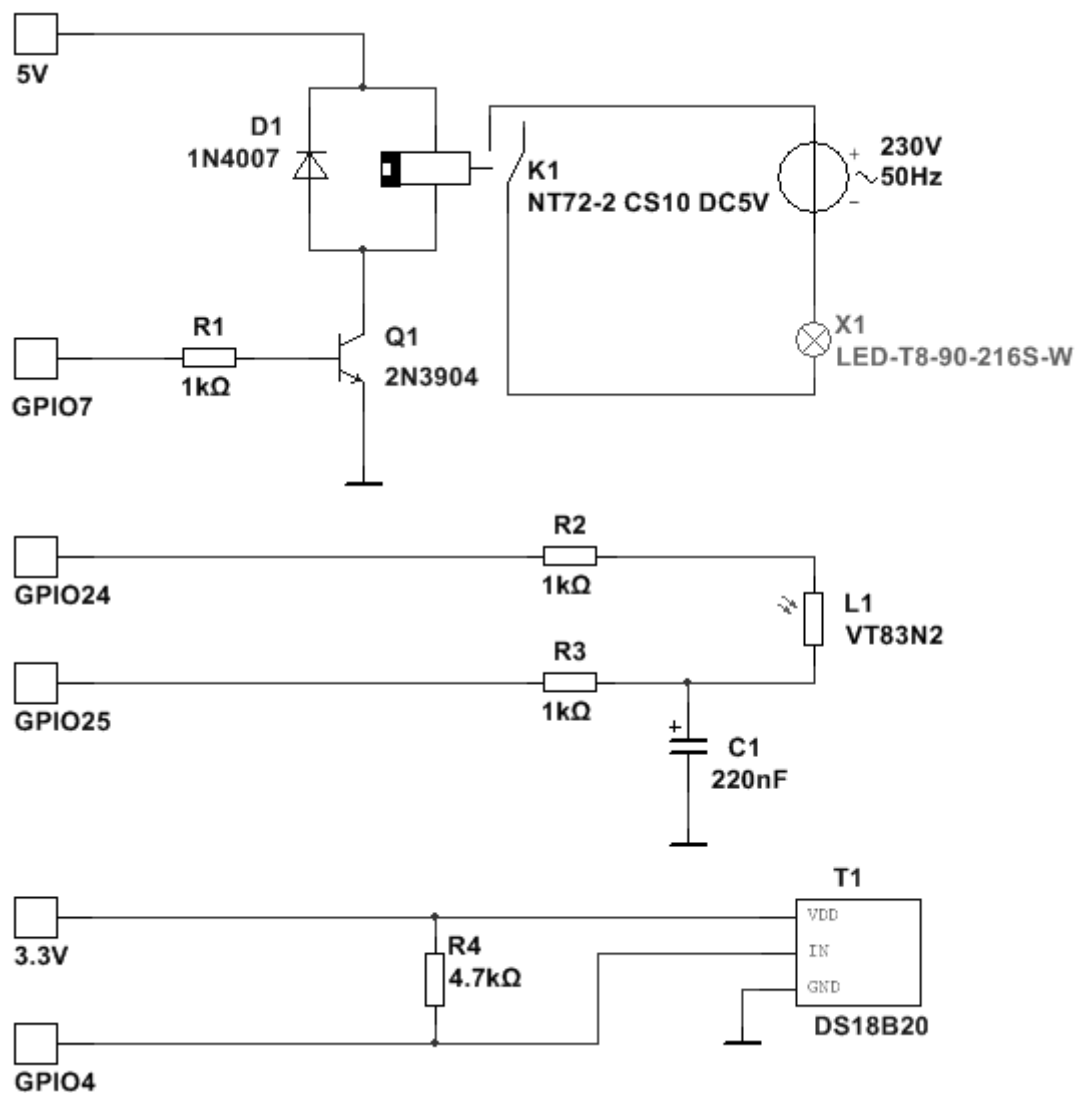 5V
D1
1N4007
K1
NT72-2 CS10 DC5V
+ 230V
50Hz
−
R1
1kΩ
Q1
2N3904
GPIO7
X1
LED-T8-90-216S-W
R2
1kΩ
GPIO24
L1
VT83N2
R3
1kΩ
GPIO25
+
C1
220nF
T1
3.3V
VDD
IN
GND
R4
4.7kΩ
DS18B20
GPIO4